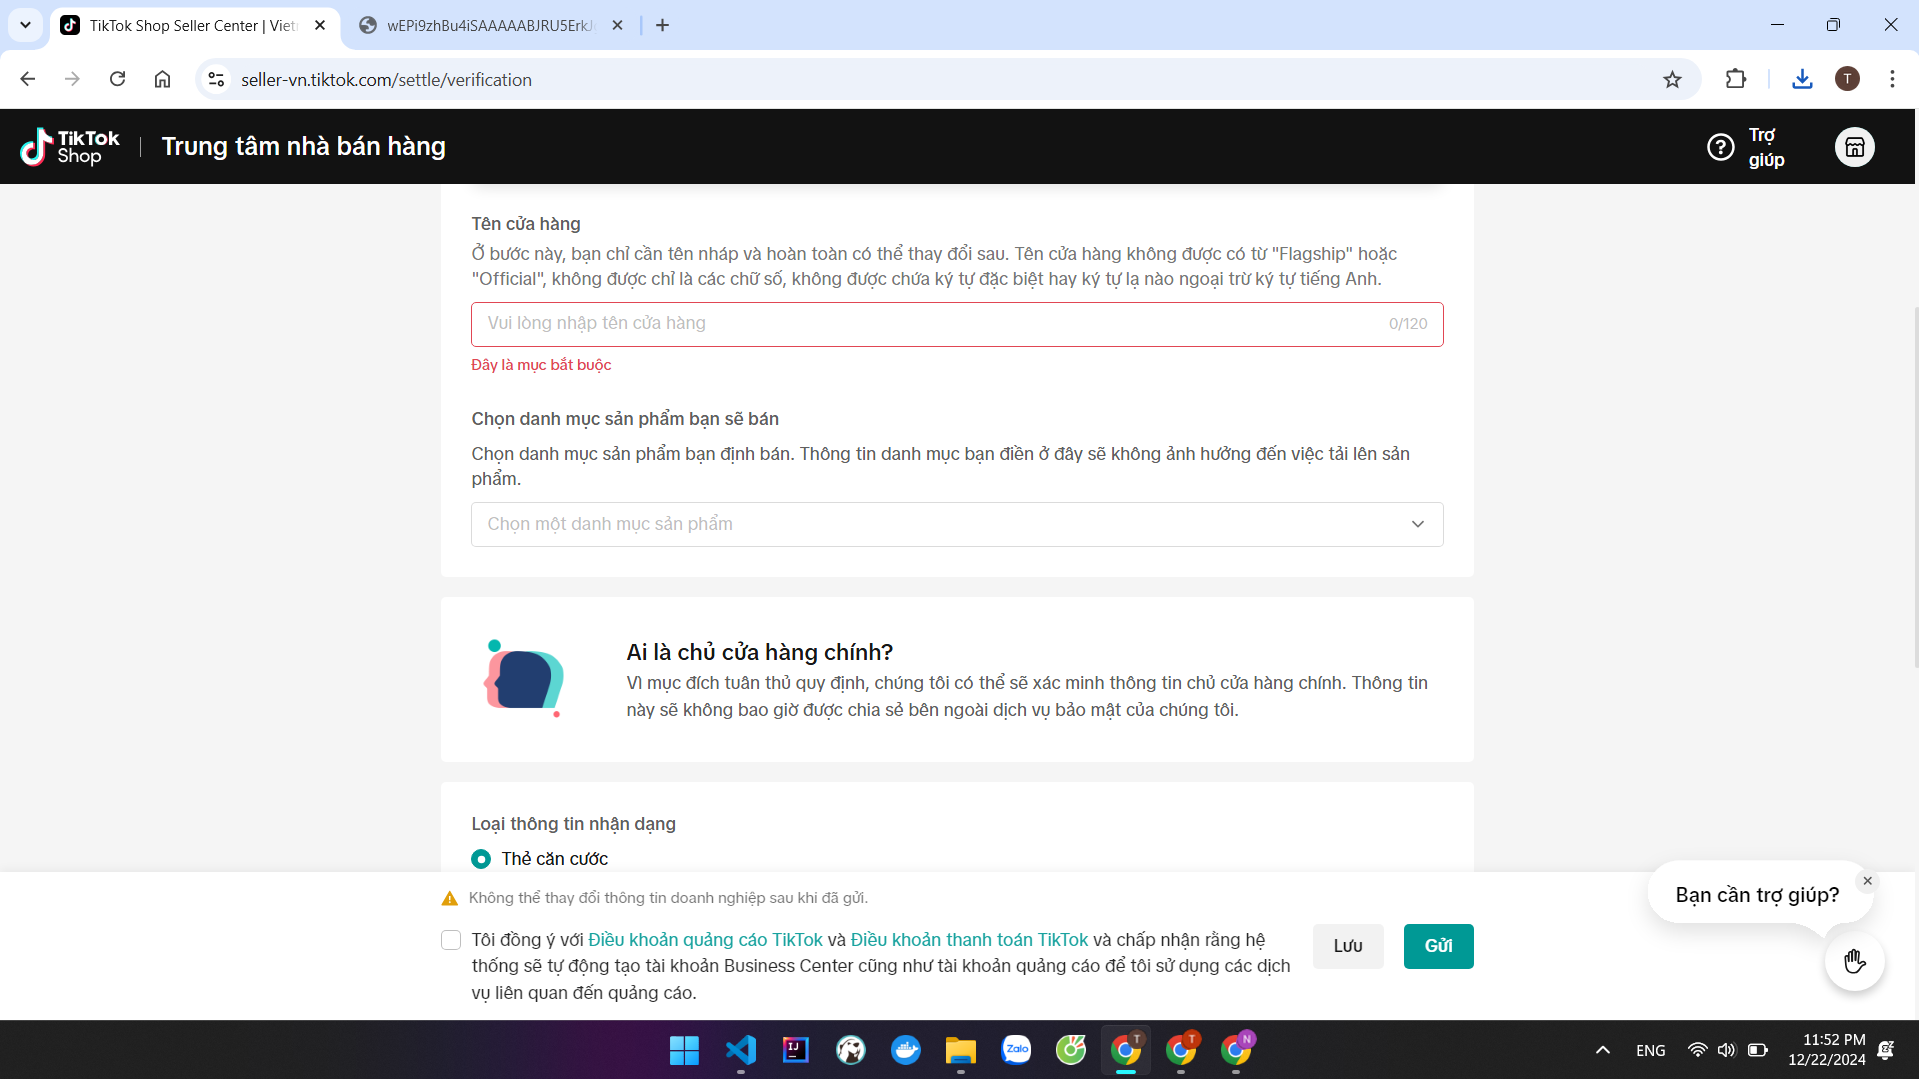 TikTok Shop Seller Center | Viet
wEPi9zhBu4iSAAAAABJRU5ErkJ
seller-vn.tiktok.com/settle/verification
T
TikTok
Shop
Trung tâm nhà bán hàng
Trợ
giúp
Tên cửa hàng
Ở bước này, bạn chỉ cần tên nháp và hoàn toàn có thể thay đổi sau. Tên cửa hàng không được có từ "Flagship" hoặc
"Official", không được chỉ là các chữ số, không được chứa ký tự đặc biệt hay ký tự lạ nào ngoại trừ ký tự tiếng Anh.
Vui lòng nhập tên cửa hàng
0/120
Đây là mục bắt buộc
Chọn danh mục sản phẩm bạn sẽ bán
Chọn danh mục sản phẩm bạn định bán. Thông tin danh mục bạn điền ở đây sẽ không ảnh hưởng đến việc tải lên sản
phẩm.
Chọn một danh mục sản phẩm
Ai là chủ cửa hàng chính?
Vì mục đích tuân thủ quy định, chúng tôi có thể sẽ xác minh thông tin chủ cửa hàng chính. Thông tin
này sẽ không bao giờ được chia sẻ bên ngoài dịch vụ bảo mật của chúng tôi.
Loại thông tin nhận dạng
Thẻ căn cước
Không thể thay đổi thông tin doanh nghiệp sau khi đã gửi.
Tôi đồng ý với Điều khoản quảng cáo TikTok và Điều khoản thanh toán TikTok và chấp nhận rằng hệ
thống sẽ tự động tạo tài khoản Business Center cũng như tài khoản quảng cáo để tôi sử dụng các dịch
vụ liên quan đến quảng cáo.
Lưu
Gửi
Bạn cần trợ giúp?
IJ
Zalo
T
T
N
ENG
11:52 PM
12/22/2024